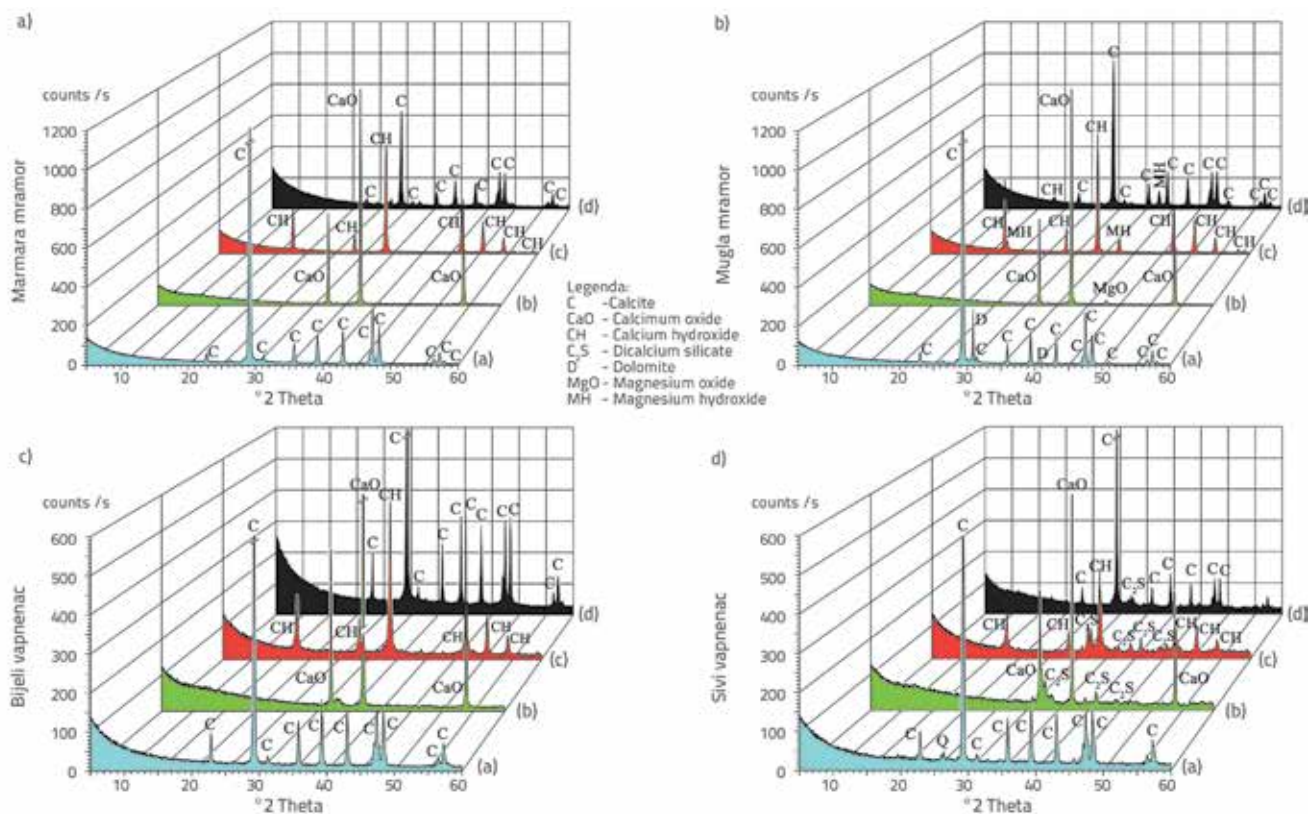 a)
counts /s
1200
1000
800
600
400
200
0
Marmara mramor
10 20 30 40 50 60
°2 Theta
CaO C
C CH
C C C C C C C C C
(d)
CH CH CH CH CH
(c)
CaO CaO
(b)
C C C C C C C C C
(a)
b)
counts /s
1200
1000
800
600
400
200
0
Mugla mramor
10 20 30 40 50 60
°2 Theta
C
CaO
C CH
CH C C C MH C C C C C C C C
(d)
CH MH CH MH CH CH CH CH
(c)
CaO MgO CaO
(b)
C D C C C D C C C C C C C
(a)
Legenda:
C -Calcite
CaO - Calcimum oxide
CH - Calcium hydroxide
C2S - Dicalcium silicate
D - Dolomite
MgO - Magnesium oxide
MH - Magnesium hydroxide
c)
counts /s
600
500
400
300
200
100
0
Bijeli vapnenac
10 20 30 40 50 60
°2 Theta
C
CaO CH
C C C C C C C C C C
(d)
CH CH CH CH CH
(c)
CaO CaO
(b)
C C C C C C C C C
(a)
d)
counts /s
600
500
400
300
200
100
0
Sivi vapnenac
10 20 30 40 50 60
°2 Theta
C
CaO
C CH C C2S C C C C C
(d)
CH CH C2S C2S C2S C2S CH CH CH
(c)
CaO C2S C2S C2S CaO
(b)
C Q C C C C C C C
(a)